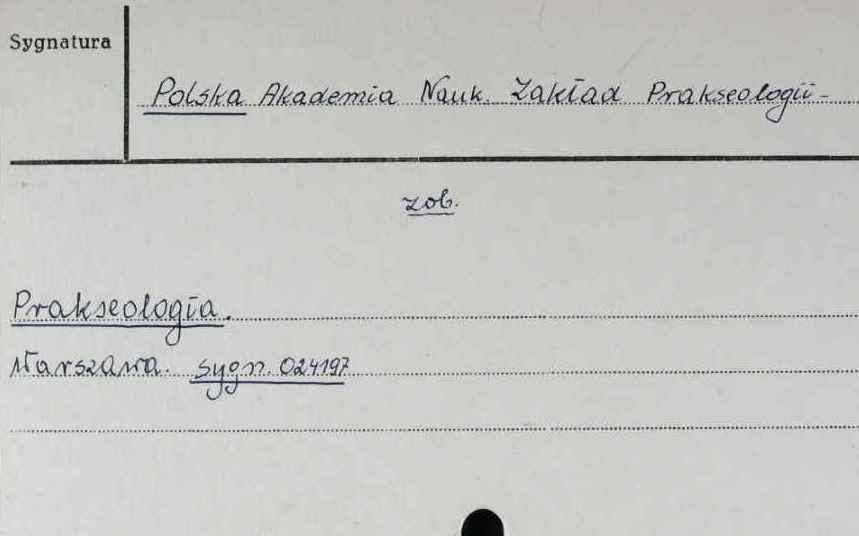 Sygnatura
Polska Akademia Nauk. Zakład Prakseologii -
zob.
Prakseologia.
Warszawa. sygn. 024197